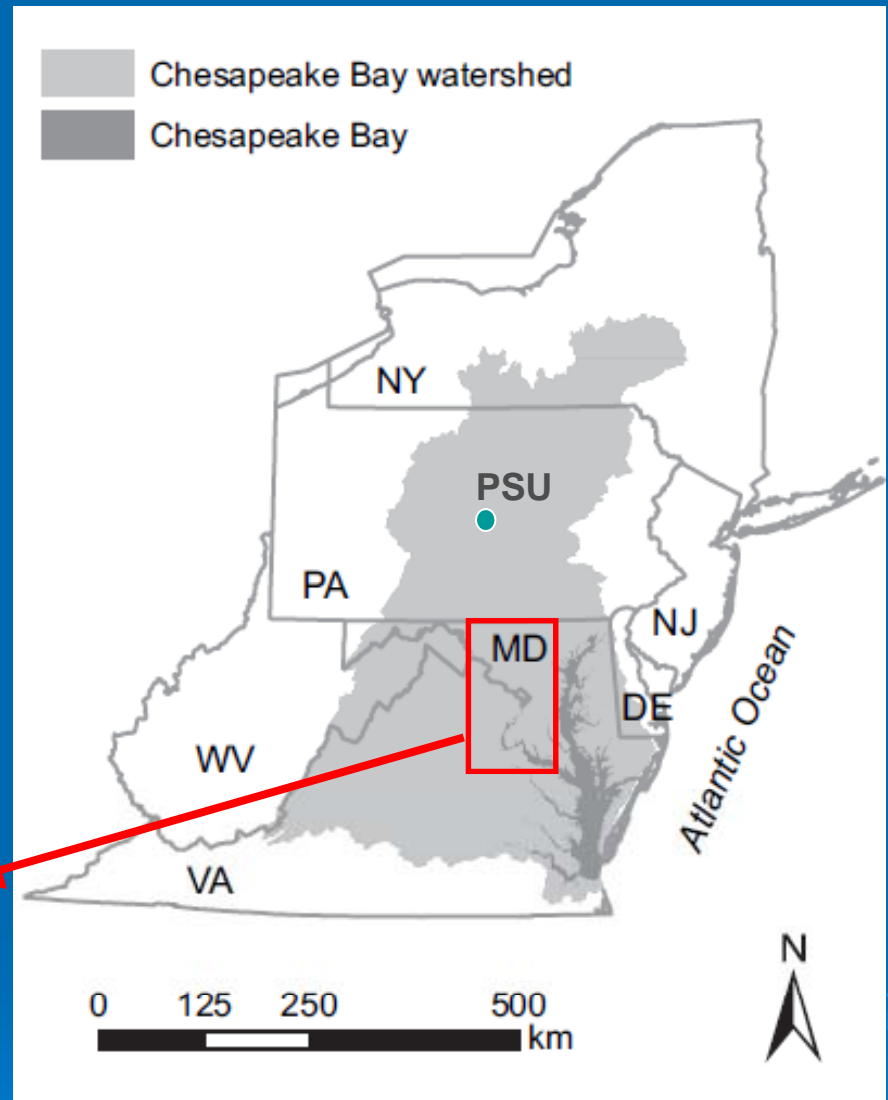 Chesapeake Bay watershed
Chesapeake Bay
NY
PSU
PA
NJ
MD
DE
WV
Atlantic Ocean
VA
N
0 125 250 500
km